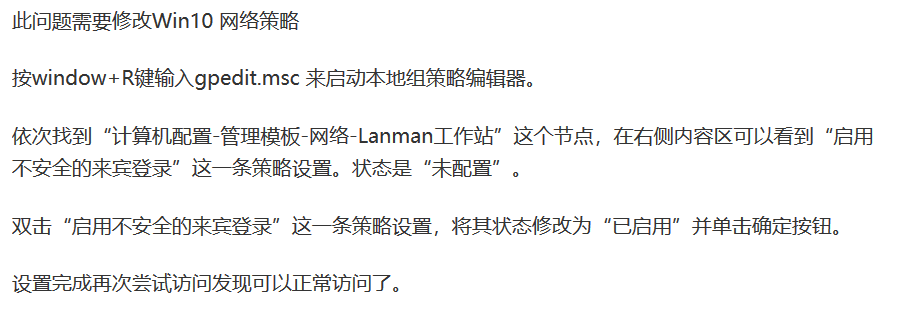 此问题需要修改Win10 网络策略
按window+R键输入gpedit.msc 来启动本地组策略编辑器。
依次找到“计算机配置-管理模板-网络-Lanman工作站”这个节点，在右侧内容区可以看到“启用
不安全的来宾登录”这一条策略设置。状态是“未配置”。
双击“启用不安全的来宾登录”这一条策略设置，将其状态修改为“已启用”并单击确定按钮。
设置完成再次尝试访问发现可以正常访问了。